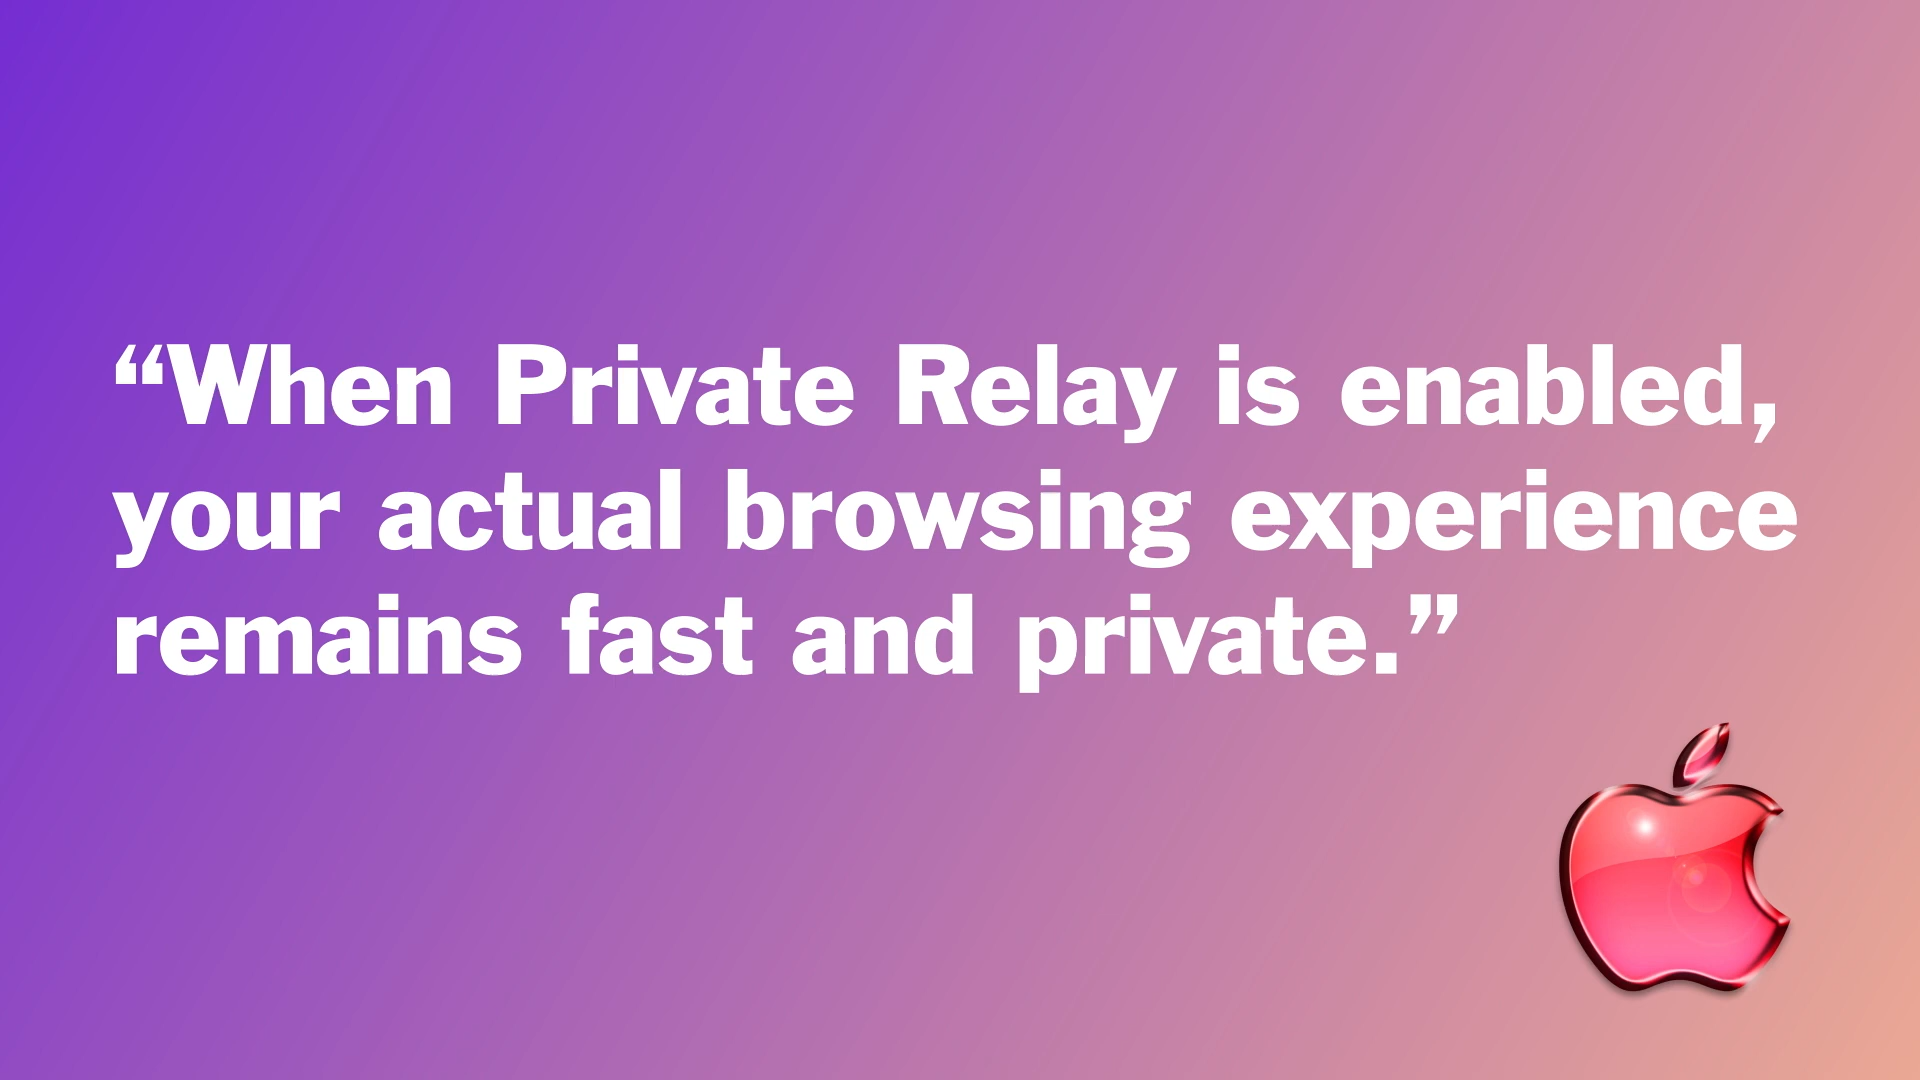 “When Private Relay is enabled,
your actual browsing experience
remains fast and private.”